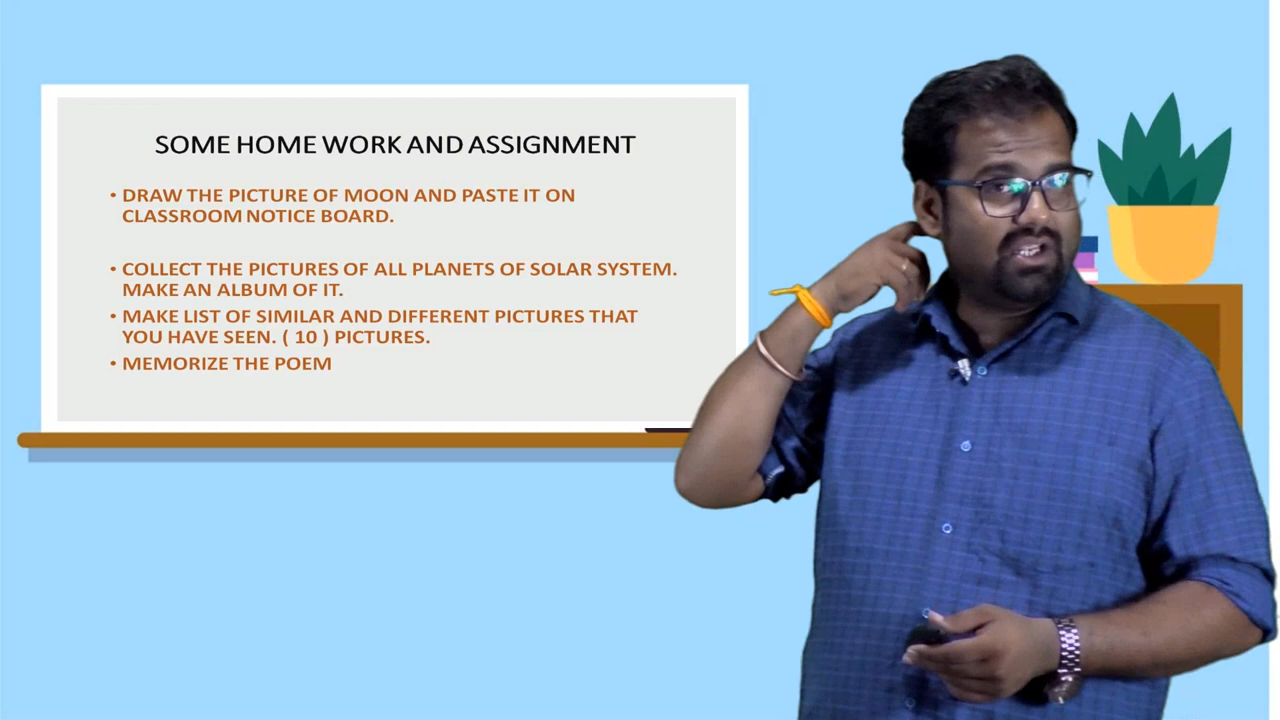 SOME HOME WORK AND ASSIGNMENT
• DRAW THE PICTURE OF MOON AND PASTE IT ON
CLASSROOM NOTICE BOARD.
• COLLECT THE PICTURES OF ALL PLANETS OF SOLAR SYSTEM.
MAKE AN ALBUM OF IT.
• MAKE LIST OF SIMILAR AND DIFFERENT PICTURES THAT
YOU HAVE SEEN. ( 10 ) PICTURES.
• MEMORIZE THE POEM